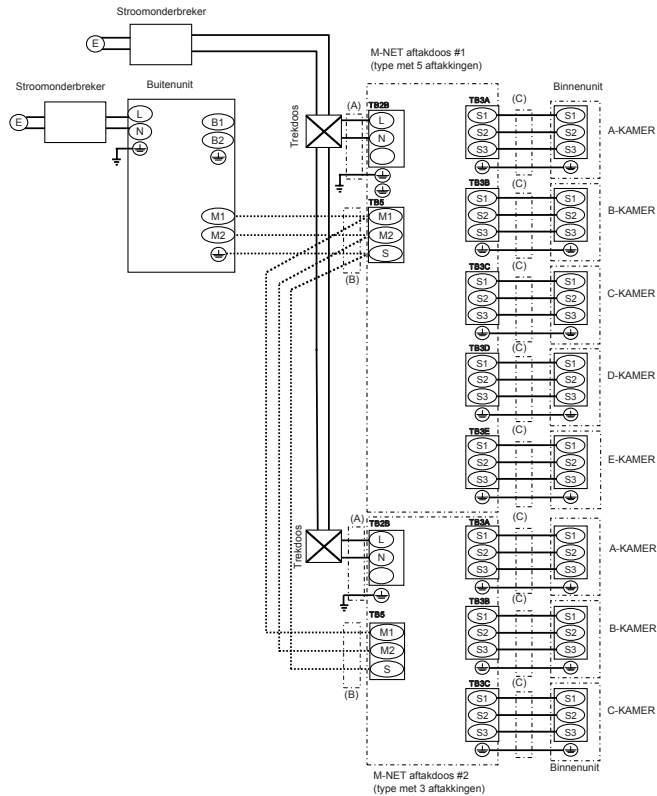 Stroomonderbreker
E
M-NET aftakdoos #1
(type met 5 aftakkingen)
Stroomonderbreker
Buitenunit
Binnenunit
E
L
N
B1
B2
M1
M2
Trekdoos
(A)
TB2B
L
N
TB5
M1
M2
S
(B)
TB3A
(C)
S1
S2
S3
S1
S2
S3
A-KAMER
TB3B
(C)
S1
S2
S3
S1
S2
S3
B-KAMER
TB3C
(C)
S1
S2
S3
S1
S2
S3
C-KAMER
TB3D
(C)
S1
S2
S3
S1
S2
S3
D-KAMER
TB3E
(C)
S1
S2
S3
S1
S2
S3
E-KAMER
Trekdoos
(A)
TB2B
L
N
TB5
M1
M2
S
(B)
TB3A
(C)
S1
S2
S3
S1
S2
S3
A-KAMER
TB3B
(C)
S1
S2
S3
S1
S2
S3
B-KAMER
TB3C
(C)
S1
S2
S3
S1
S2
S3
C-KAMER
Binnenunit
M-NET aftakdoos #2
(type met 3 aftakkingen)